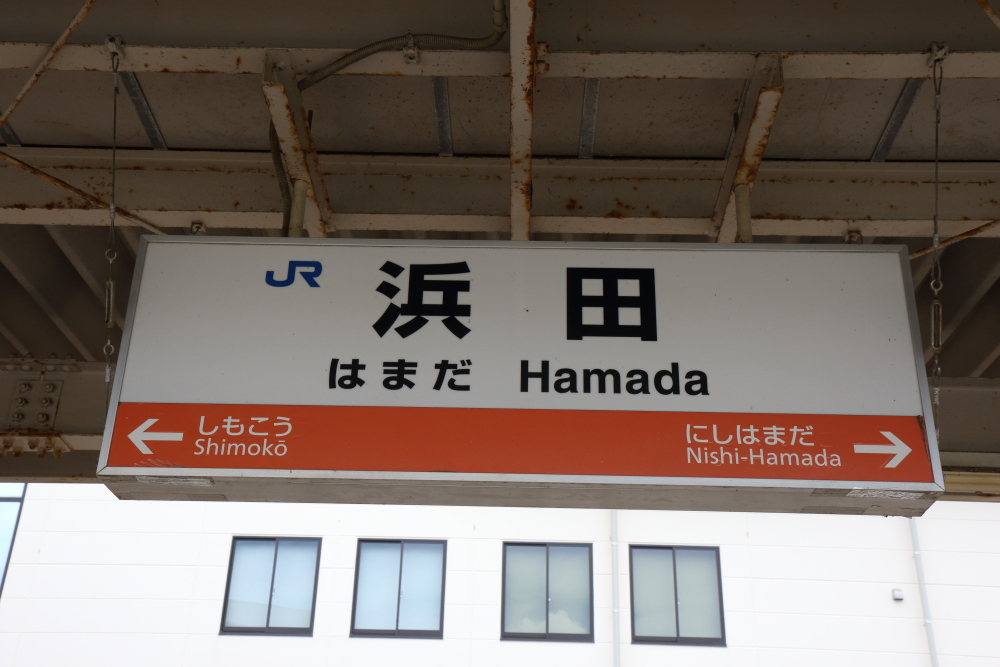 JR 浜田
はまだ Hamada
← しもこう
Shimokō
にしはまだ →
Nishi-Hamada